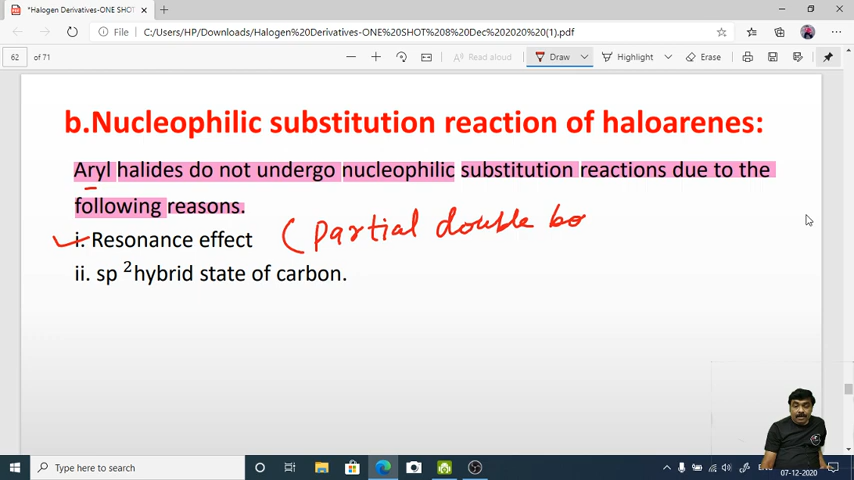 *Halogen Derivatives-ONE SHOT
File
C:/Users/HP/Downloads/Halogen%20Derivatives-ONE%20SHOT%208%20Dec%202020%20(1).pdf
62 of 71
Read aloud
Draw
Highlight
Erase
b.Nucleophilic substitution reaction of haloarenes:
Aryl halides do not undergo nucleophilic substitution reactions due to the
following reasons.
i. Resonance effect (partial double bo
ii. sp 2 hybrid state of carbon.
Type here to search
07-12-2020